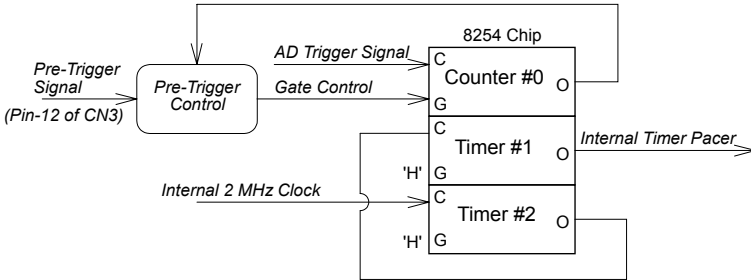 8254 Chip
AD Trigger Signal
C
Counter #0
O
Pre-Trigger
Signal
(Pin-12 of CN3)
Pre-Trigger
Control
Gate Control
G
C
Timer #1
O
Internal Timer Pacer
'H'
G
Internal 2 MHz Clock
C
Timer #2
O
'H'
G